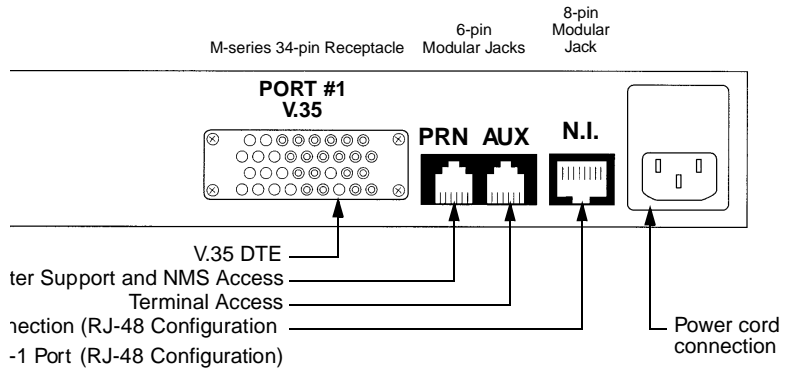 M-series 34-pin Receptacle
6-pin
Modular Jacks
8-pin
Modular
Jack
PORT #1
V.35
PRN AUX
N.I.
V.35 DTE
ter Support and NMS Access
Terminal Access
nection (RJ-48 Configuration
-1 Port (RJ-48 Configuration)
Power cord
connection